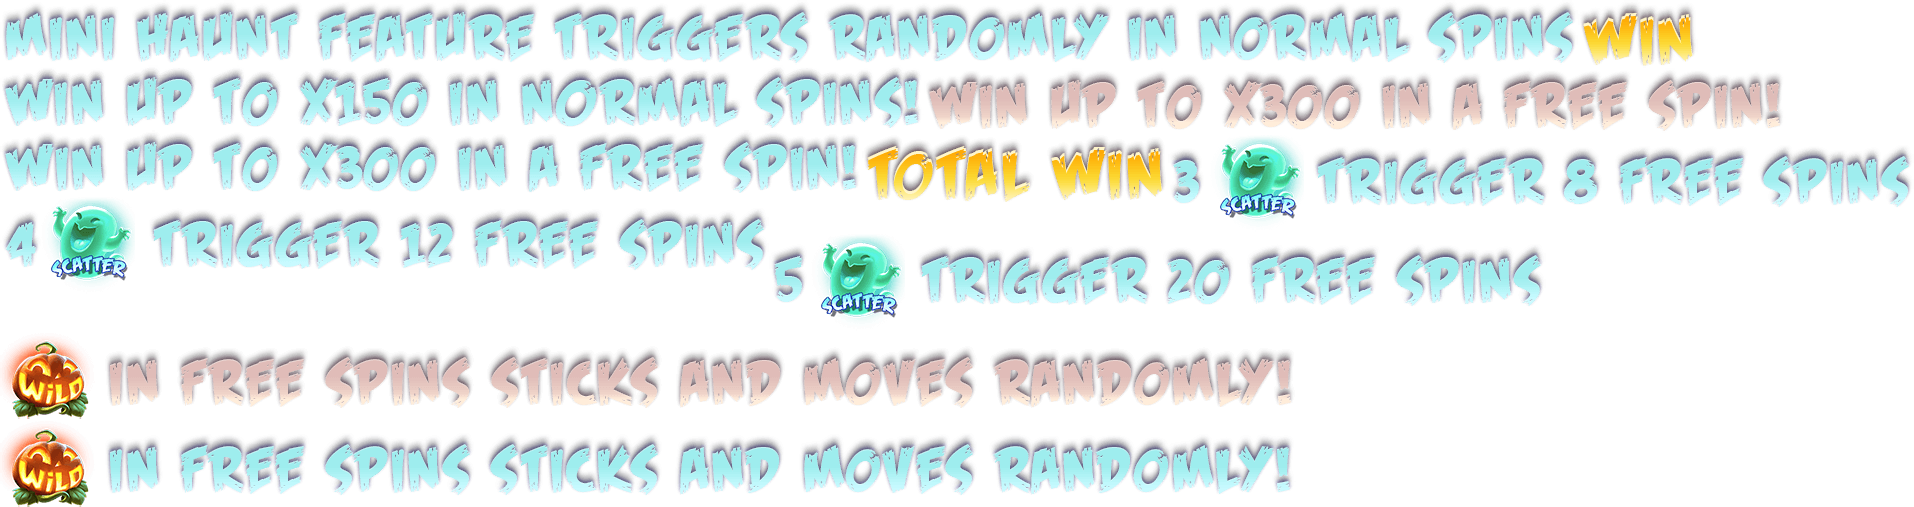 MINI HAUNT FEATURE TRIGGERS RANDOMLY IN NORMAL SPINS WIN
WIN UP TO X150 IN NORMAL SPINS! WIN UP TO X300 IN A FREE SPIN!
WIN UP TO X300 IN A FREE SPIN! TOTAL WIN 3 SCATTER TRIGGER 8 FREE SPINS
4 SCATTER TRIGGER 12 FREE SPINS
5 SCATTER TRIGGER 20 FREE SPINS
WILD IN FREE SPINS STICKS AND MOVES RANDOMLY!
WILD IN FREE SPINS STICKS AND MOVES RANDOMLY!